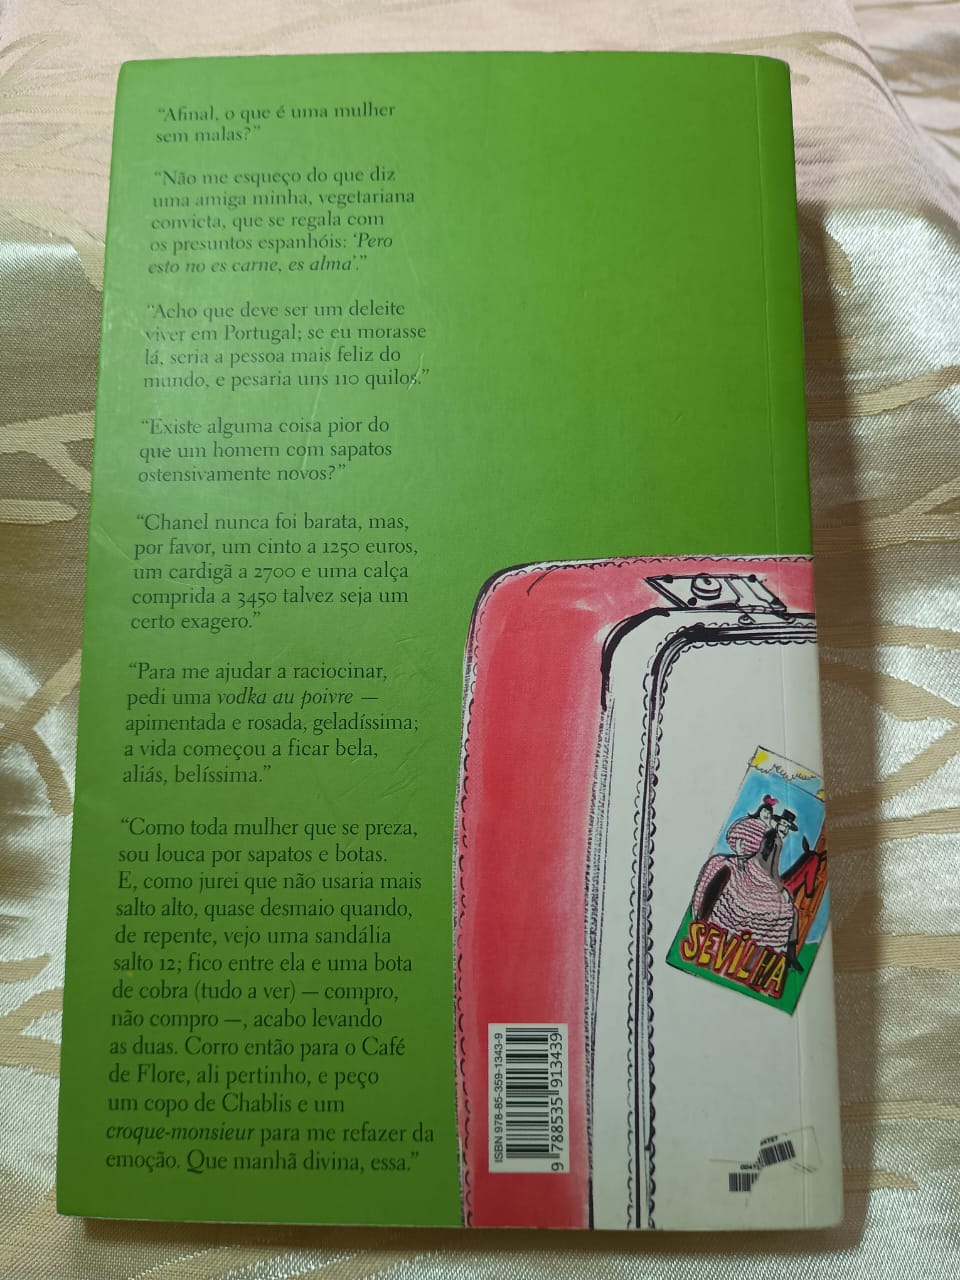 “Afinal, o que é uma mulher
sem malas?”
“Não me esqueço do que diz
uma amiga minha, vegetariana
convicta, que se regala com
os presuntos espanhóis: ‘Pero
esto no es carne, es alma’.”
“Acho que deve ser um deleite
viver em Portugal; se eu morasse
lá, seria a pessoa mais feliz do
mundo, e pesaria uns 110 quilos.”
“Existe alguma coisa pior do
que um homem com sapatos
ostensivamente novos?”
“Chanel nunca foi barata, mas,
por favor, um cinto a 1250 euros,
um cardigã a 2700 e uma calça
comprida a 3450 talvez seja um
certo exagero.”
“Para me ajudar a raciocinar,
pedi uma vodka au poivre —
apimentada e rosada, geladíssima;
a vida começou a ficar bela,
aliás, belíssima.”
“Como toda mulher que se preza,
sou louca por sapatos e botas.
E, como jurei que não usaria mais
salto alto, quase desmaio quando,
de repente, vejo uma sandália
salto 12; fico entre ela e uma bota
de cobra (tudo a ver) — compro,
não compro —, acabo levando
as duas. Corro então para o Café
de Flore, ali pertinho, e peço
um copo de Chablis e um
croque-monsieur para me refazer da
emoção. Que manhã divina, essa.”
SEVILHA
ISBN 978-85-359-1343-9
9 788535 913439